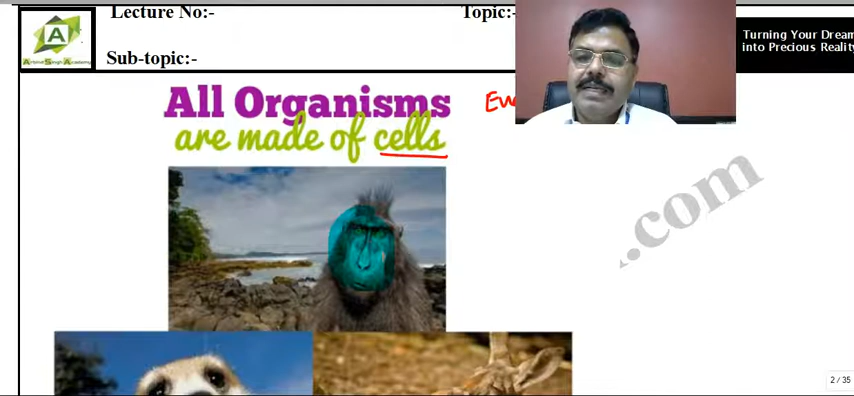 Lecture No:-
Topic:-
Sub-topic:-
Turning Your Dream
into Precious Reality
All Organisms
are made of cells
.com
2 / 35